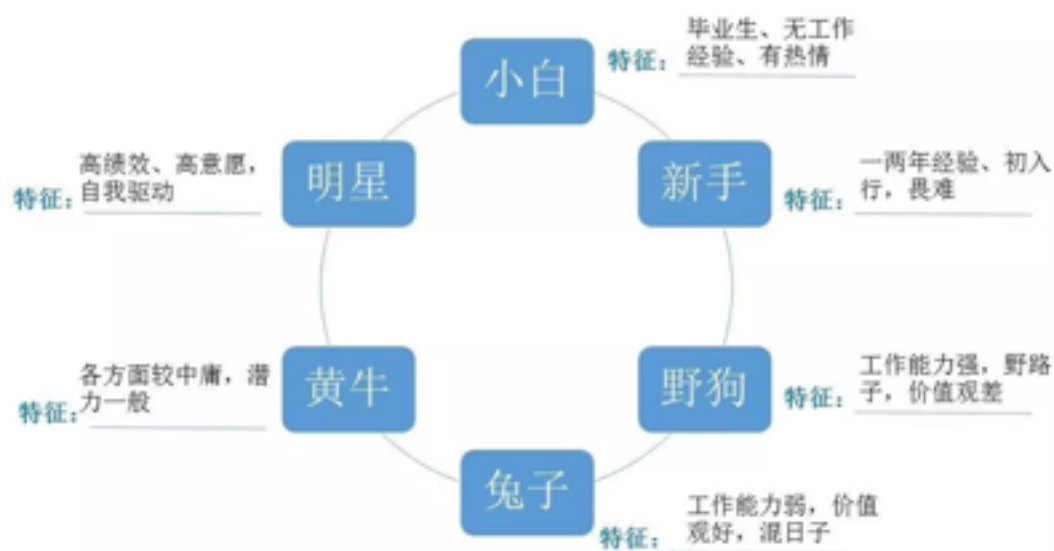 小白
特征：
毕业生、无工作
经验、有热情
明星
特征：
高绩效、高意愿，
自我驱动
新手
特征：
一两年经验、初入
行，畏难
黄牛
特征：
各方面较中庸，潜
力一般
野狗
特征：
工作能力强，野路
子，价值观差
兔子
特征：
工作能力弱，价值
观好，混日子